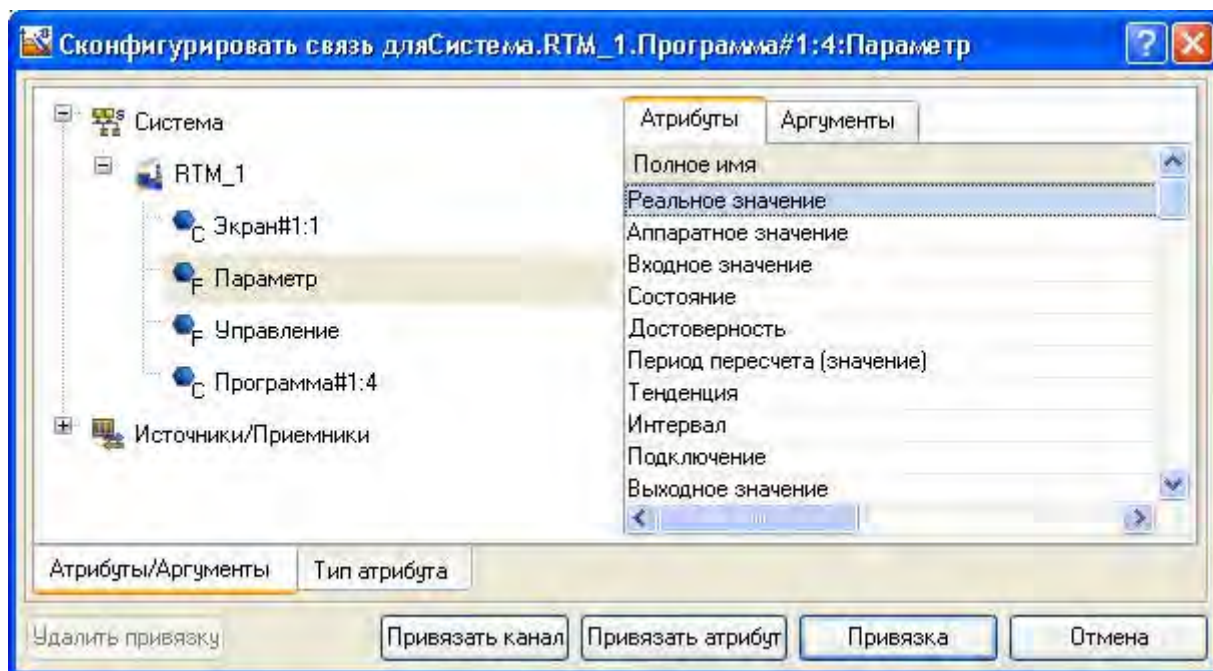 Сконфигурировать связь дляСистема.RTM_1.Программа#1:4:Параметр
Система
RTM_1
Экран#1:1
Параметр
Управление
Программа#1:4
Источники/Приемники
Атрибуты Аргументы
Полное имя
Реальное значение
Аппаратное значение
Входное значение
Состояние
Достоверность
Период пересчета (значение)
Тенденция
Интервал
Подключение
Выходное значение
Атрибуты/Аргументы Тип атрибута
Удалить привязку Привязать канал Привязать атрибут Привязка Отмена